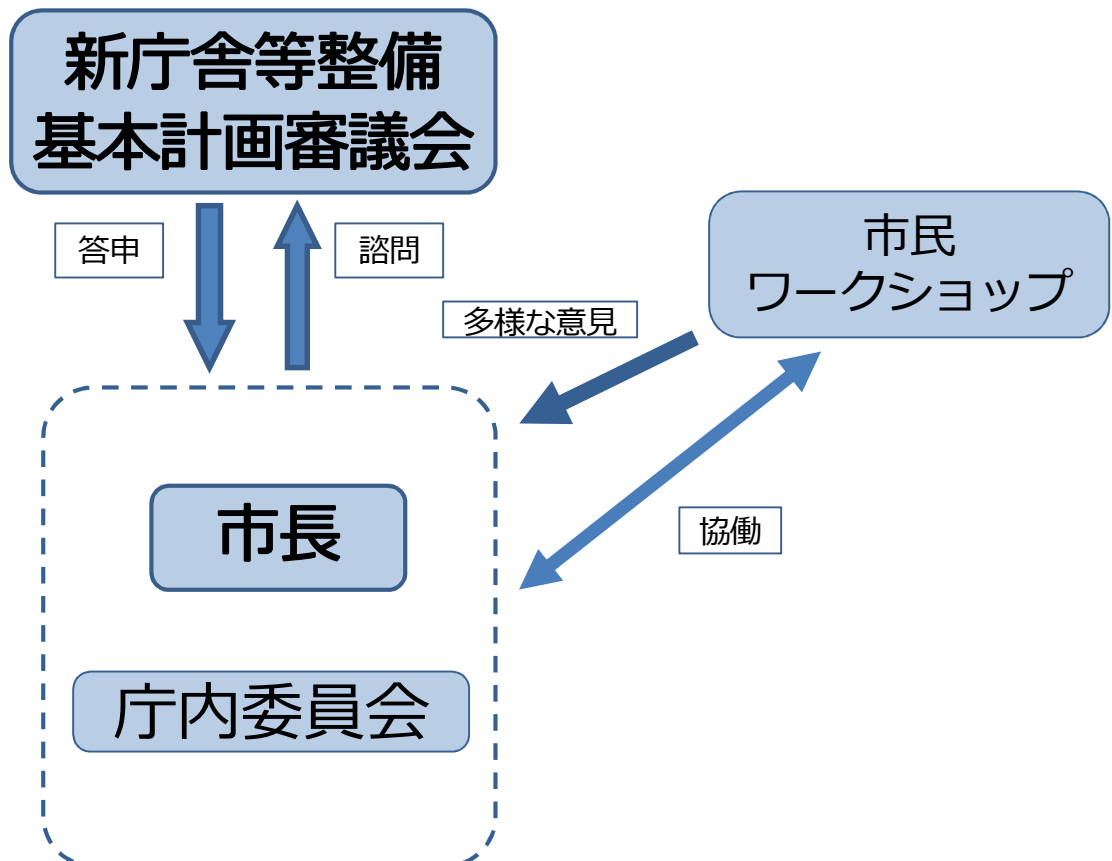 新庁舎等整備
基本計画審議会
答申
諮問
市民
ワークショップ
多様な意見
協働
市長
庁内委員会